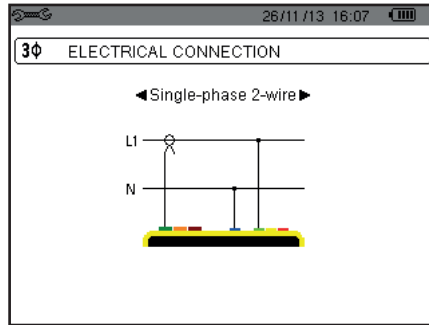 26/11/13 16:07
3Φ ELECTRICAL CONNECTION
◄Single-phase 2-wire►
L1
N